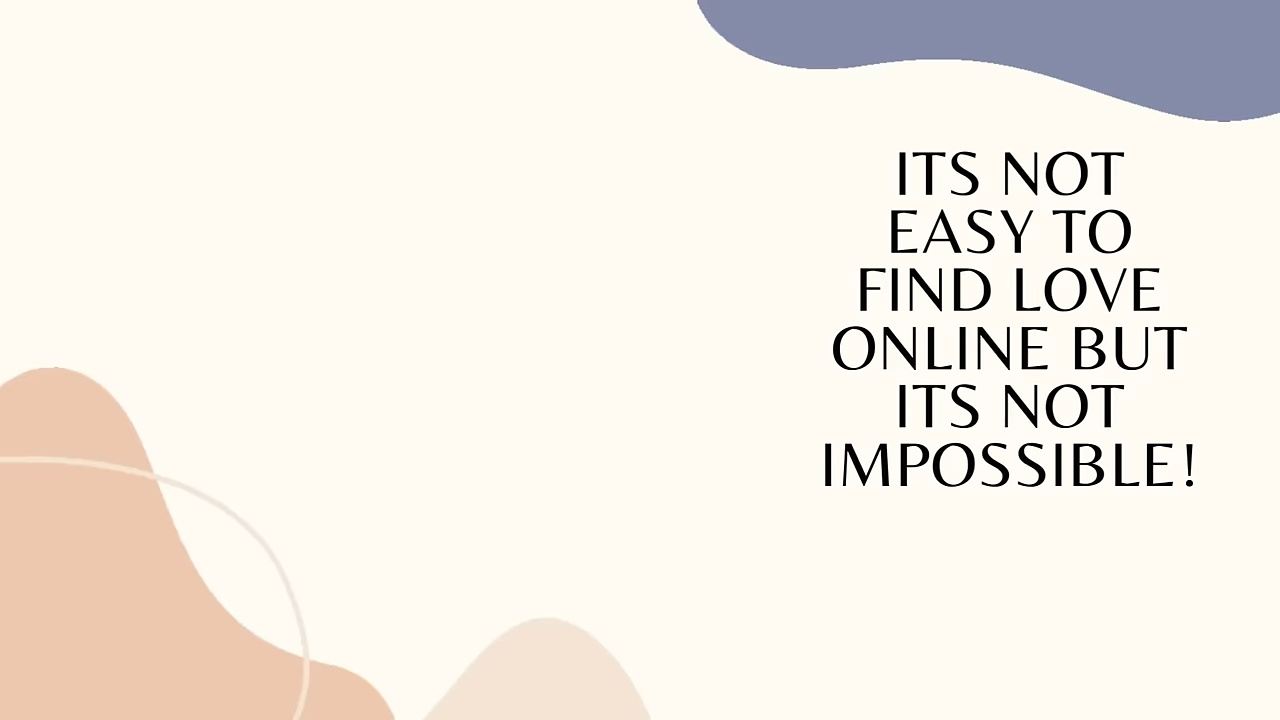 ITS NOT
EASY TO
FIND LOVE
ONLINE BUT
ITS NOT
IMPOSSIBLE!